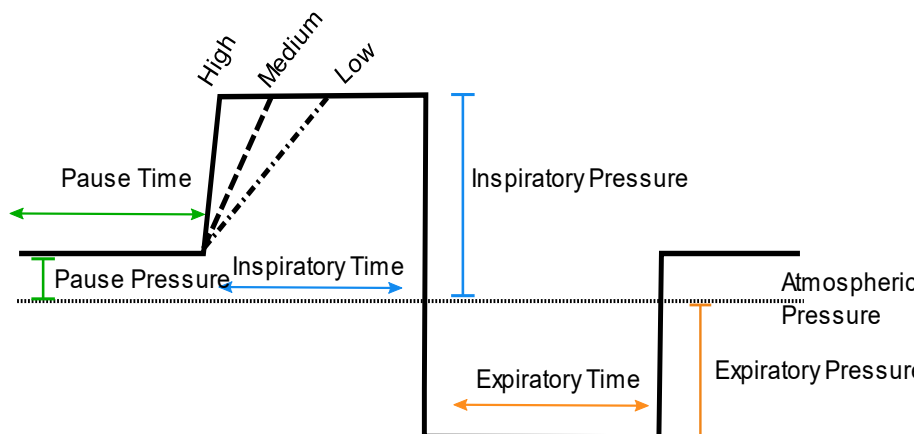 High
Medium
Low
Pause Time
Inspiratory Pressure
Pause Pressure
Inspiratory Time
Atmospheric
Pressure
Expiratory Time
Expiratory Pressure